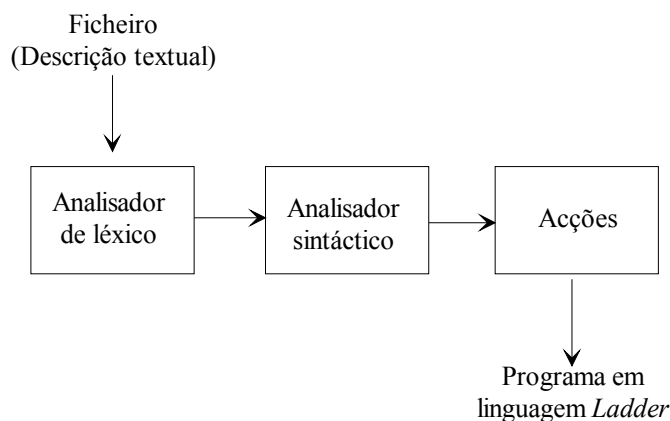 Ficheiro
(Descrição textual)
Analisador
de léxico
Analisador
sintáctico
Acções
Programa em
linguagem Ladder